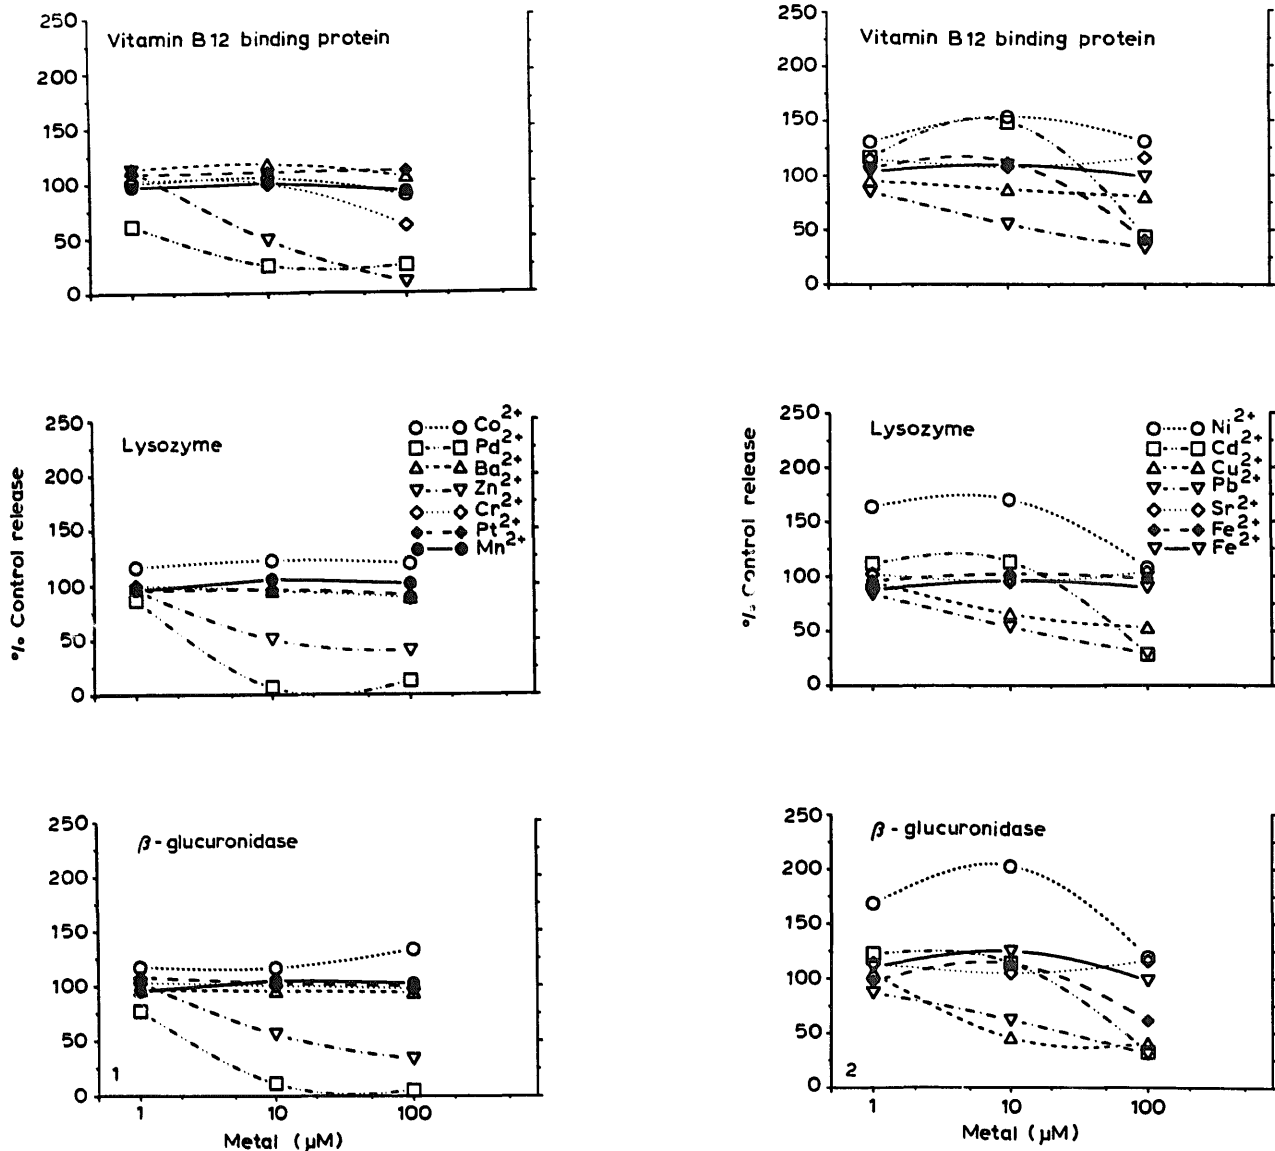 Vitamin B12 binding protein
250
200
150
100
50
0
Vitamin B12 binding protein
250
200
150
100
50
0
Lysozyme
250
200
150
100
50
0
% Control release
Co2+
Pd2+
Ba2+
Zn2+
Cr2+
Pt2+
Mn2+
Lysozyme
250
200
150
100
50
0
% Control release
Ni2+
Cd2+
Cu2+
Pb2+
Sr2+
Fe2+
Fe2+
β-glucuronidase
250
200
150
100
50
0
1
1 10 100
Metal (µM)
β-glucuronidase
250
200
150
100
50
0
2
1 10 100
Metal (µM)